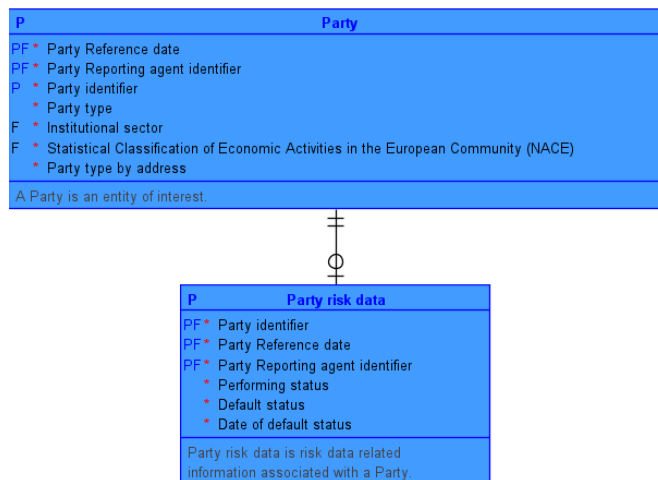 P Party
PF * Party Reference date
PF * Party Reporting agent identifier
P * Party identifier
* Party type
F * Institutional sector
F * Statistical Classification of Economic Activities in the European Community (NACE)
* Party type by address
A Party is an entity of interest.
P Party risk data
PF * Party identifier
PF * Party Reference date
PF * Party Reporting agent identifier
* Performing status
* Default status
* Date of default status
Party risk data is risk data related
information associated with a Party.